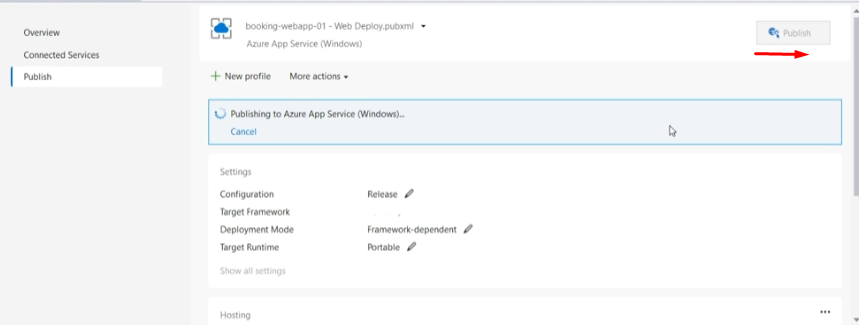 Overview
Connected Services
Publish
booking-webapp-01 - Web Deploy.pubxml
Azure App Service (Windows)
Publish
New profile
More actions
Publishing to Azure App Service (Windows)...
Cancel
Settings
Configuration Release
Target Framework
Deployment Mode Framework-dependent
Target Runtime Portable
Show all settings
Hosting